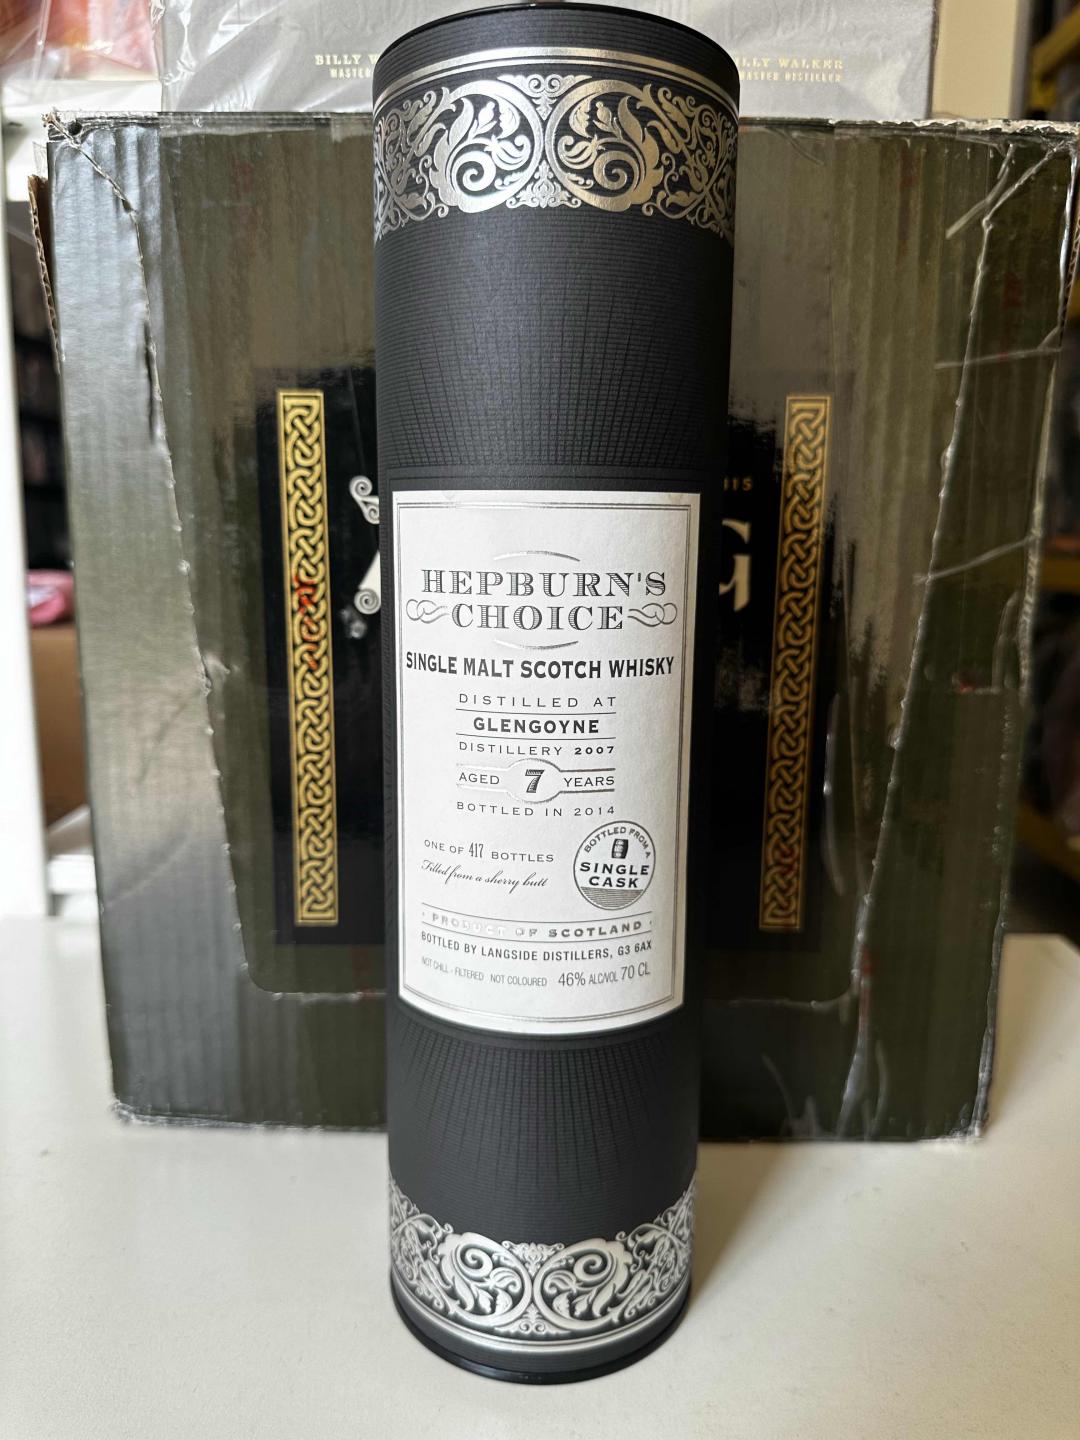 BILLY W
MASTER
LLY WALKER
MASTER DISTILLER
HEPBURN'S
CHOICE
SINGLE MALT SCOTCH WHISKY
DISTILLED AT
GLENGOYNE
DISTILLERY 2007
AGED 7 YEARS
BOTTLED IN 2014
ONE OF 417 BOTTLES
Filled from a sherry butt
BOTTLED FROM A
SINGLE
CASK
· PRODUCT OF SCOTLAND ·
BOTTLED BY LANGSIDE DISTILLERS, G3 6AX
NOT CHILL - FILTERED NOT COLOURED 46% ALC/VOL 70 CL